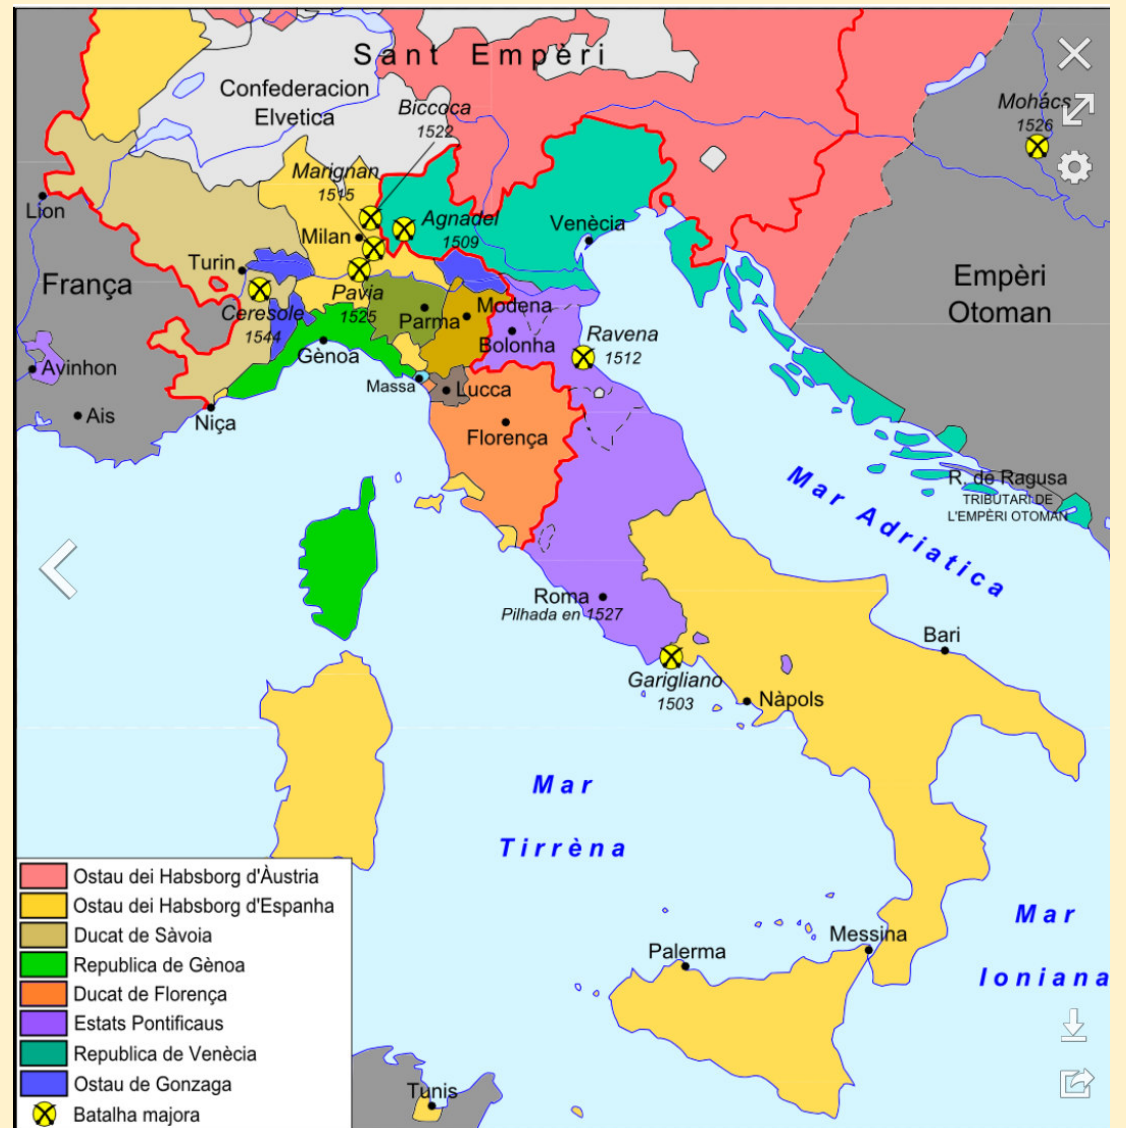 Sant Empèri
Confederacion
Elvetica
Biccoca
1522
Mohács
1526
Marignan
1515
Lion
Agnadel
1509
Venècia
Milan
Turin
França
Empèri
Otoman
Pavia
1525
Ceresole
1544
Modena
Parma
Bolonha
Ravena
1512
Gènoa
Avinhon
Massa
Lucca
Ais
Niça
Florença
R. de Ragusa
TRIBUTARI DE
L'EMPÈRI OTOMAN
Mar Adriatica
Roma
Pilhada en 1527
Bari
Garigliano
1503
Nàpols
Mar
Tirrèna
Mar
Ioniana
Messina
Palerma
Tunis
Ostau dei Habsborg d'Àustria
Ostau dei Habsborg d'Espanha
Ducat de Sàvoia
Republica de Gènoa
Ducat de Florença
Estats Pontificaus
Republica de Venècia
Ostau de Gonzaga
Batalha majora